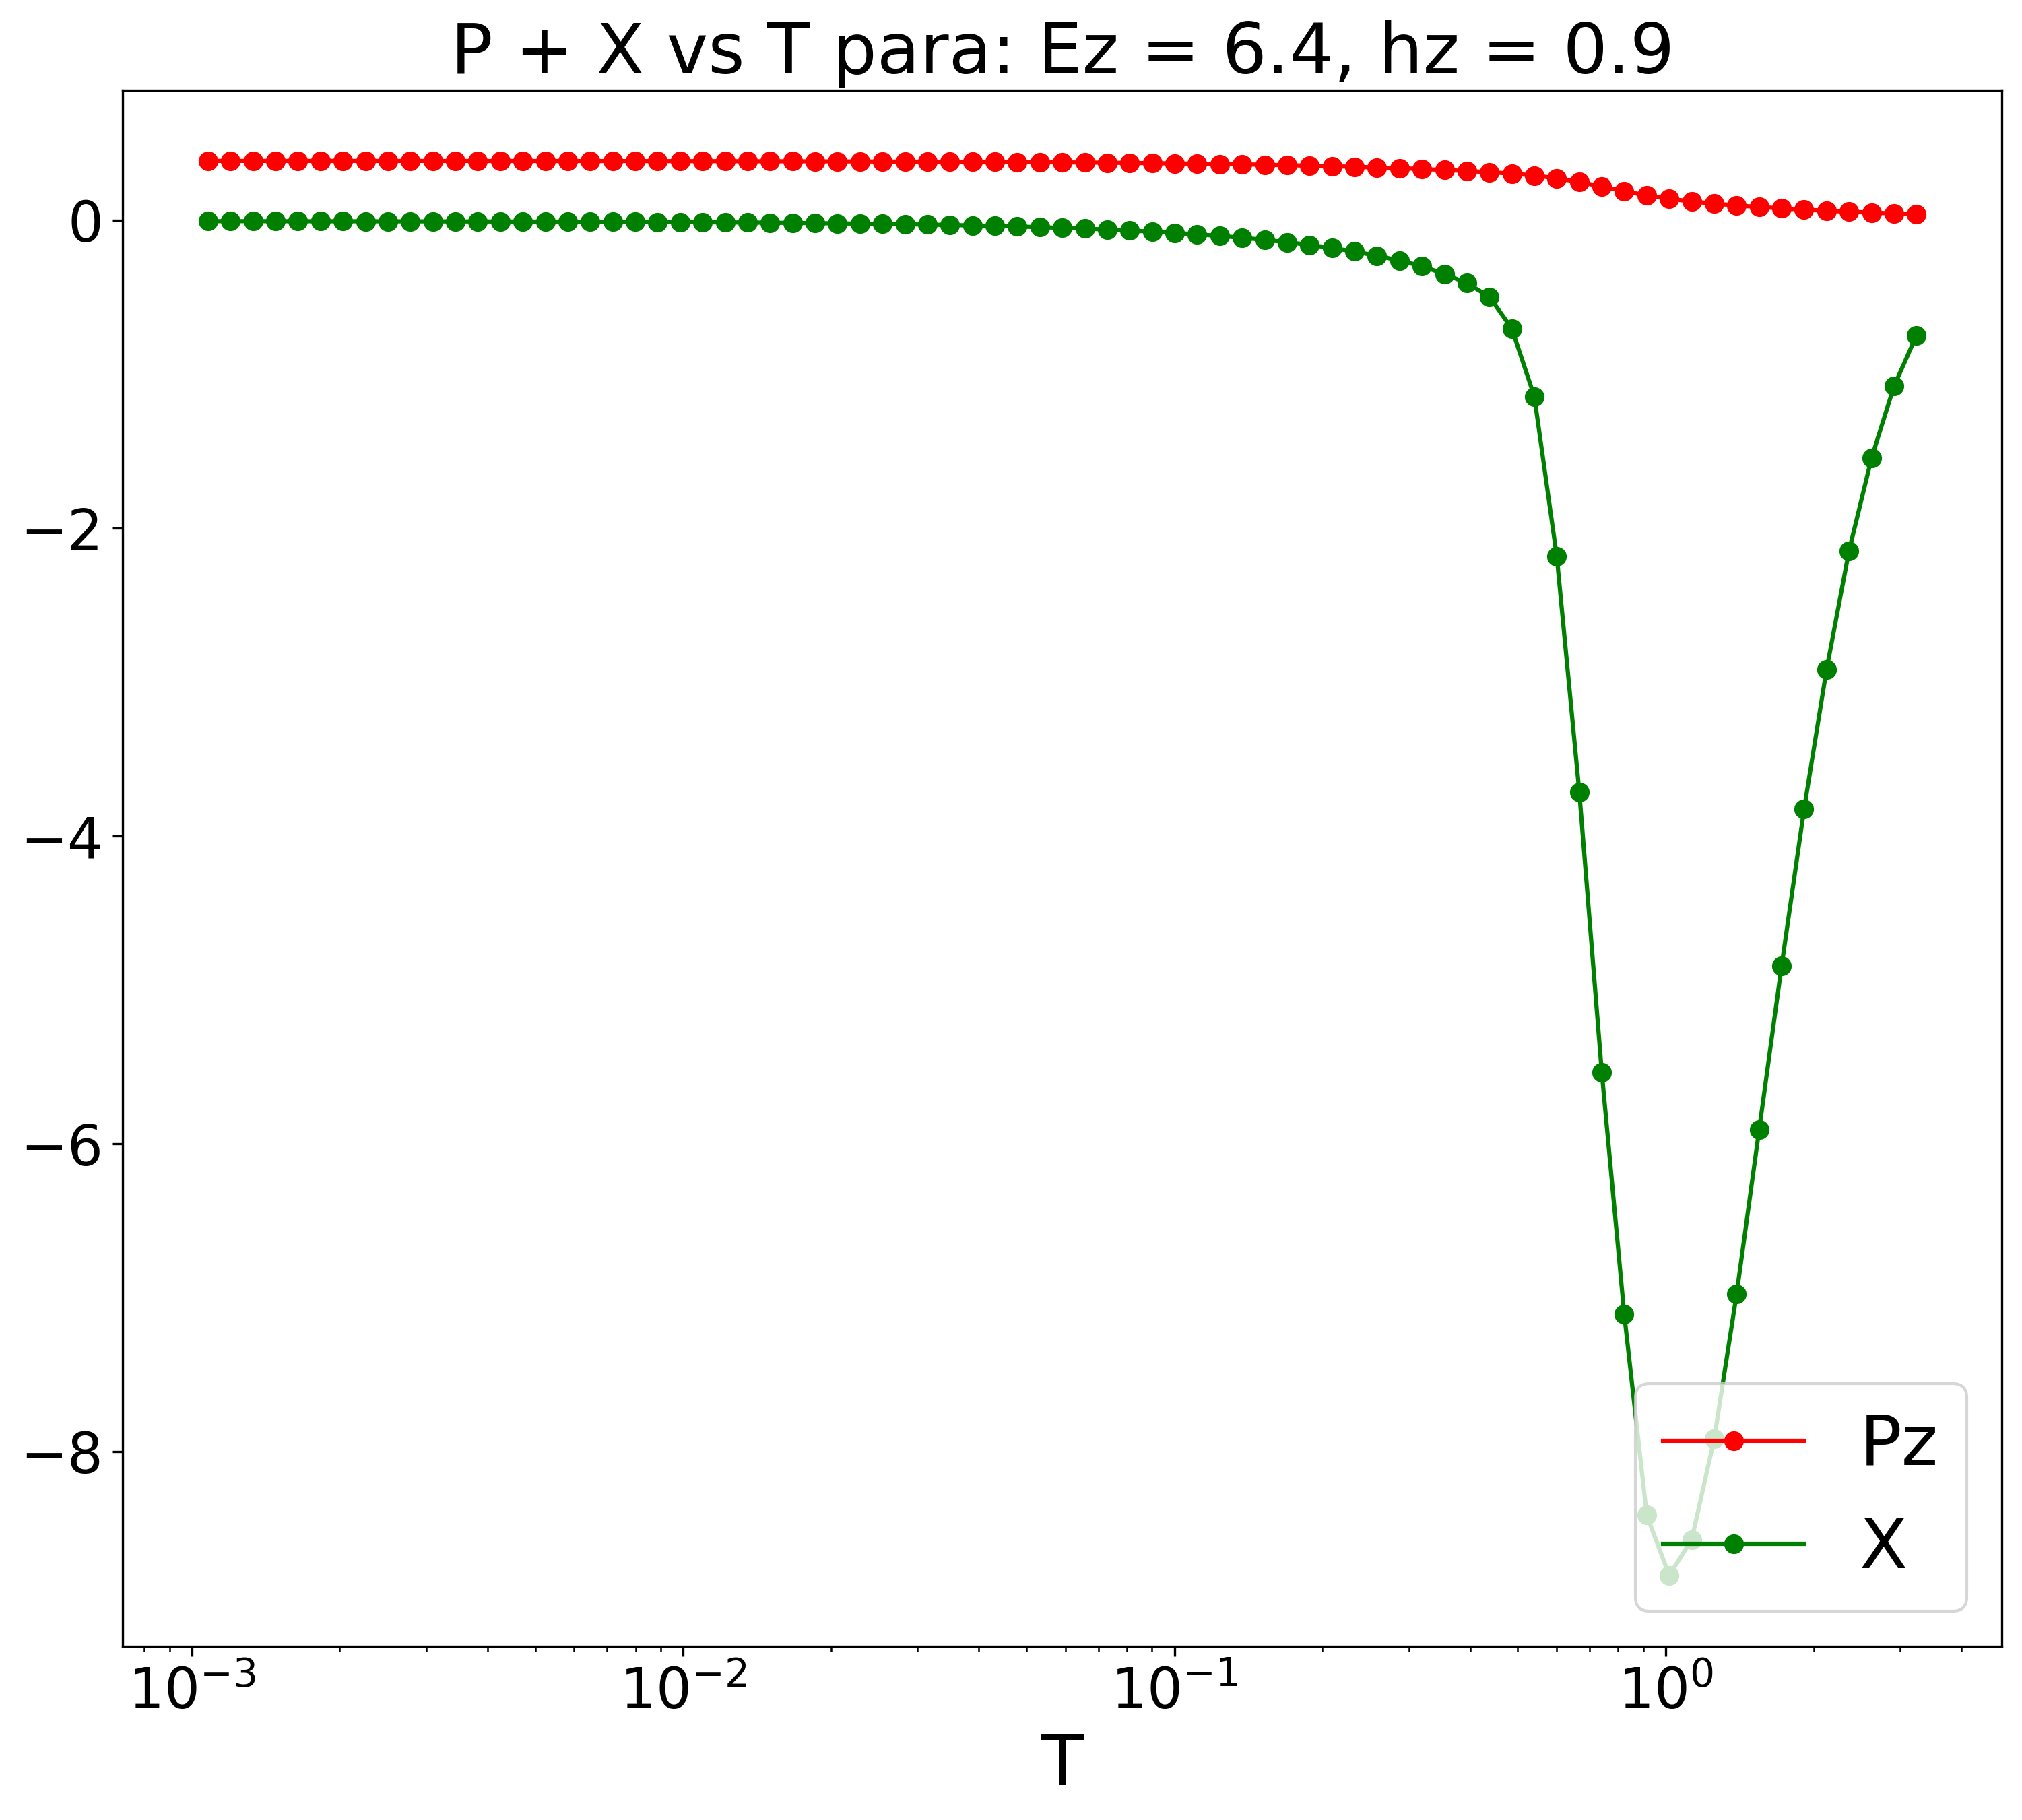 P + X vs T para: Ez = 6.4, hz = 0.9
0
−2
−4
−6
−8
10⁻³
10⁻²
10⁻¹
10⁰
T
Pz
X